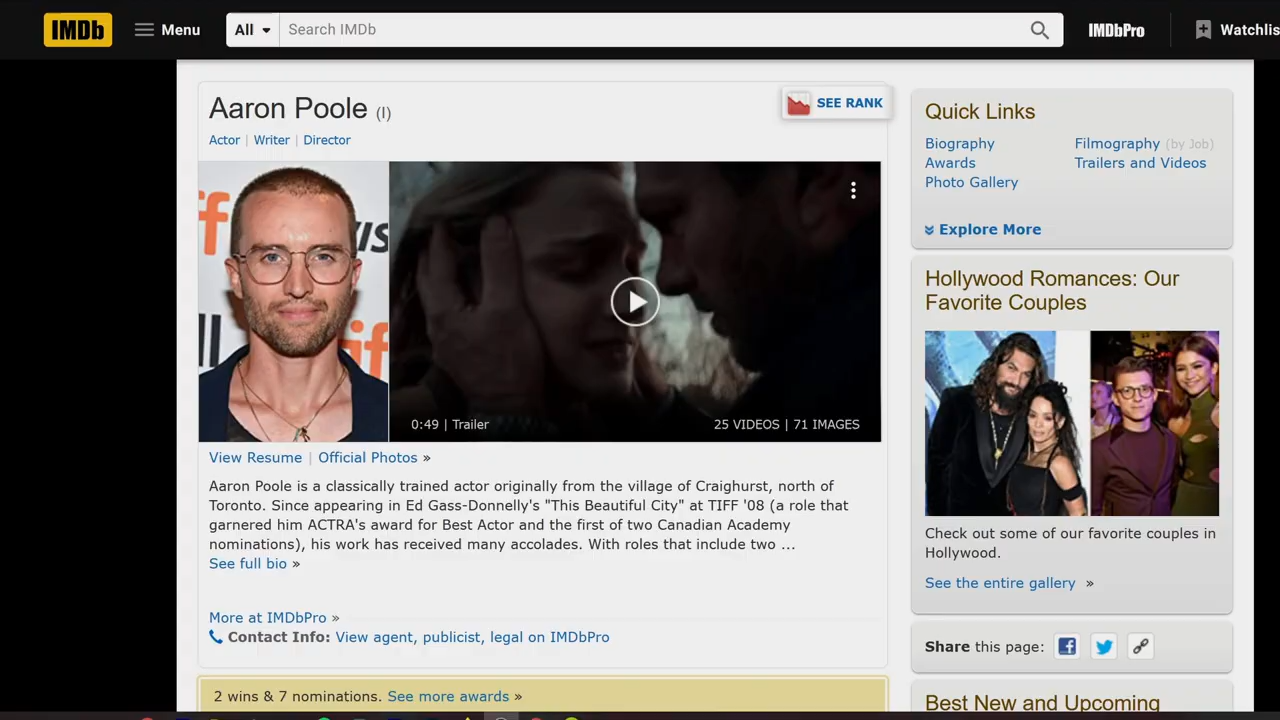 IMDb Menu All Search IMDb IMDbPro Watchlis
Aaron Poole (I)
SEE RANK
Actor | Writer | Director
0:49 | Trailer
25 VIDEOS | 71 IMAGES
View Resume | Official Photos »
Aaron Poole is a classically trained actor originally from the village of Craighurst, north of
Toronto. Since appearing in Ed Gass-Donnelly's "This Beautiful City" at TIFF '08 (a role that
garnered him ACTRA's award for Best Actor and the first of two Canadian Academy
nominations), his work has received many accolades. With roles that include two ...
See full bio »
More at IMDbPro »
Contact Info: View agent, publicist, legal on IMDbPro
2 wins & 7 nominations. See more awards »
Quick Links
Biography
Awards
Photo Gallery
Filmography (by Job)
Trailers and Videos
Explore More
Hollywood Romances: Our
Favorite Couples
Check out some of our favorite couples in
Hollywood.
See the entire gallery »
Share this page:
Best New and Upcoming